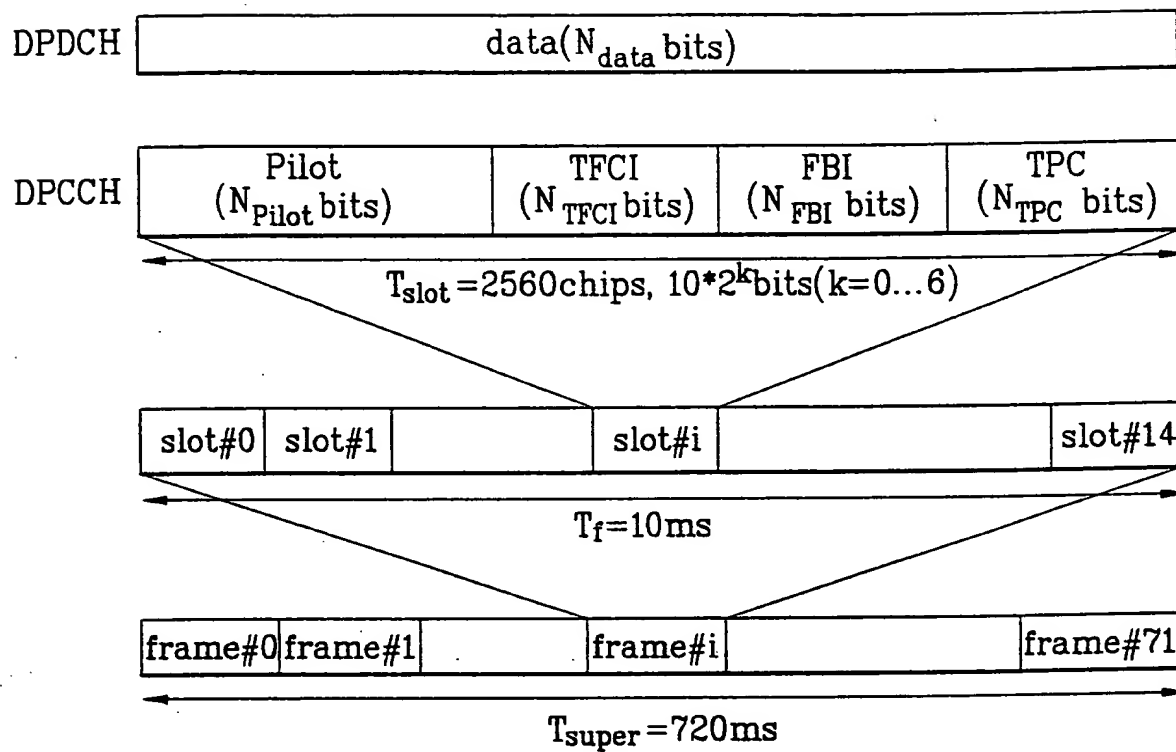 DPDCH data(N_data bits)
DPCCH Pilot (N_Pilot bits) TFCI (N_TFCI bits) FBI (N_FBI bits) TPC (N_TPC bits)
T_slot=2560chips, 10*2^k bits(k=0...6)
slot#0 slot#1 slot#i slot#14
T_f=10ms
frame#0 frame#1 frame#i frame#71
T_super=720ms